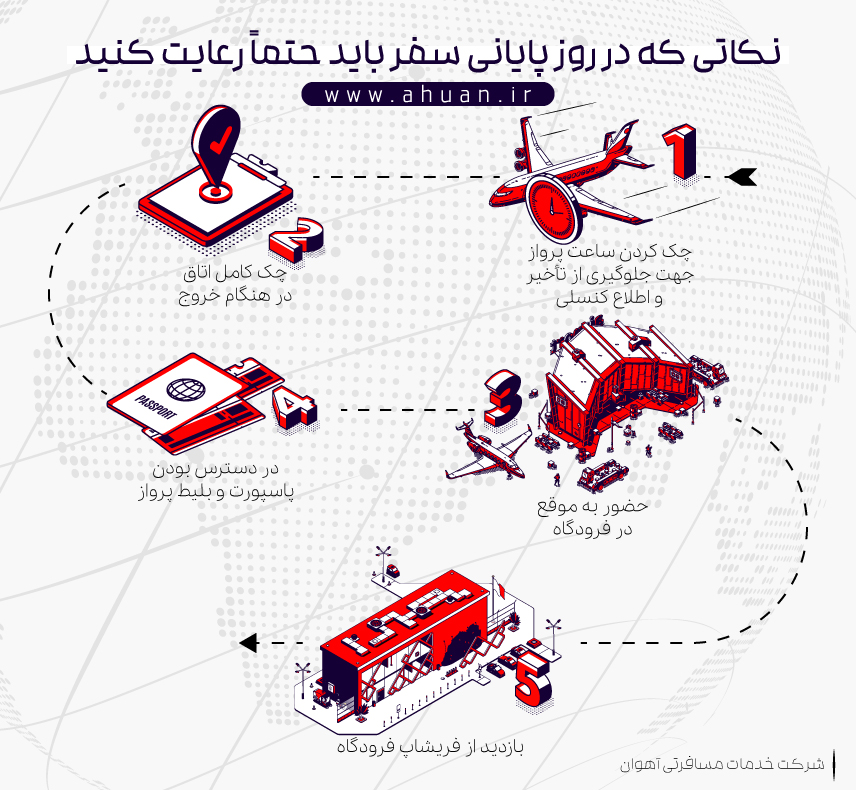 نکاتی که در روز پایانی سفر باید حتماً رعایت کنید
www.ahuan.ir
1
چک کردن ساعت پرواز
جهت جلوگیری از تأخیر
و اطلاع کنسلی
2
چک کامل اتاق
در هنگام خروج
3
حضور به موقع
در فرودگاه
4
PASSPORT
در دسترس بودن
پاسپورت و بلیط پرواز
5
بازدید از فریشاپ فرودگاه
شرکت خدمات مسافرتی آهوان